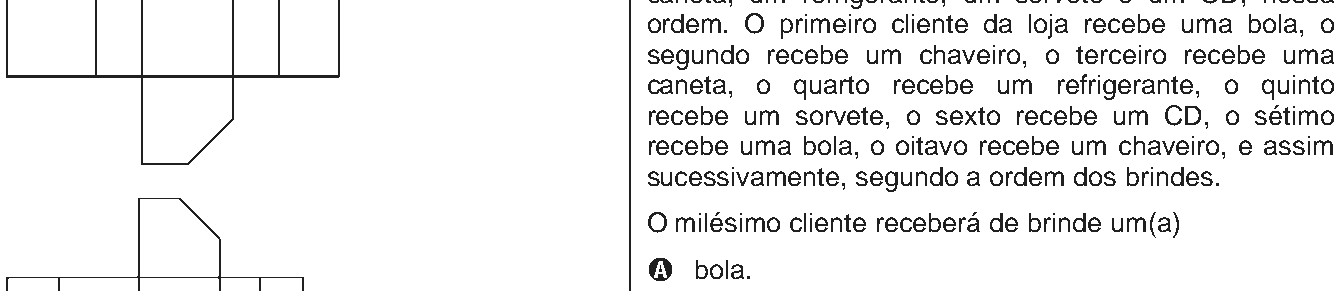 caneta, um refrigerante, um sorvete e um CD, nessa
ordem. O primeiro cliente da loja recebe uma bola, o
segundo recebe um chaveiro, o terceiro recebe uma
caneta, o quarto recebe um refrigerante, o quinto
recebe um sorvete, o sexto recebe um CD, o sétimo
recebe uma bola, o oitavo recebe um chaveiro, e assim
sucessivamente, segundo a ordem dos brindes.
O milésimo cliente receberá de brinde um(a)
A bola.